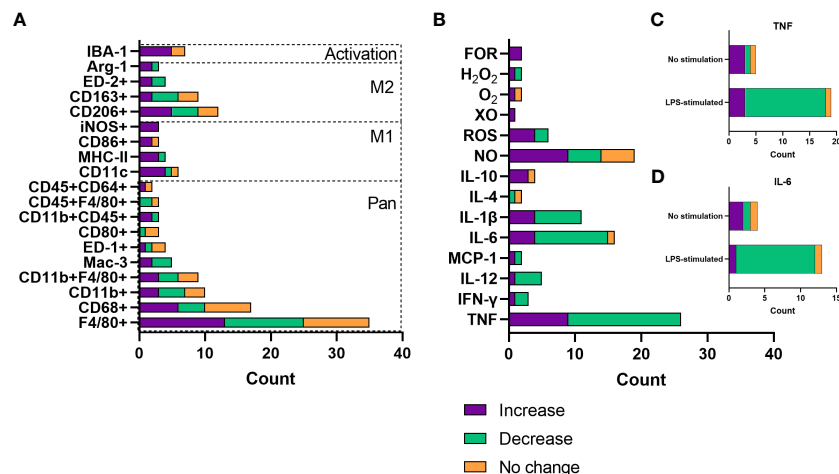 A
IBA-1
Arg-1
ED-2+
CD163+
CD206+
iNOS+
CD86+
MHC-II
CD11c
CD45+CD64+
CD45+F4/80+
CD11b+CD45+
CD80+
ED-1+
Mac-3
CD11b+F4/80+
CD11b+
CD68+
F4/80+
Activation
M2
M1
Pan
0 10 20 30 40
Count
B
FOR
H₂O₂
O₂
XO
ROS
NO
IL-10
IL-4
IL-1β
IL-6
MCP-1
IL-12
IFN-γ
TNF
0 10 20 30 40
Count
Increase
Decrease
No change
C
TNF
No stimulation
LPS-stimulated
0 5 10 15 20
Count
D
IL-6
No stimulation
LPS-stimulated
0 5 10 15
Count